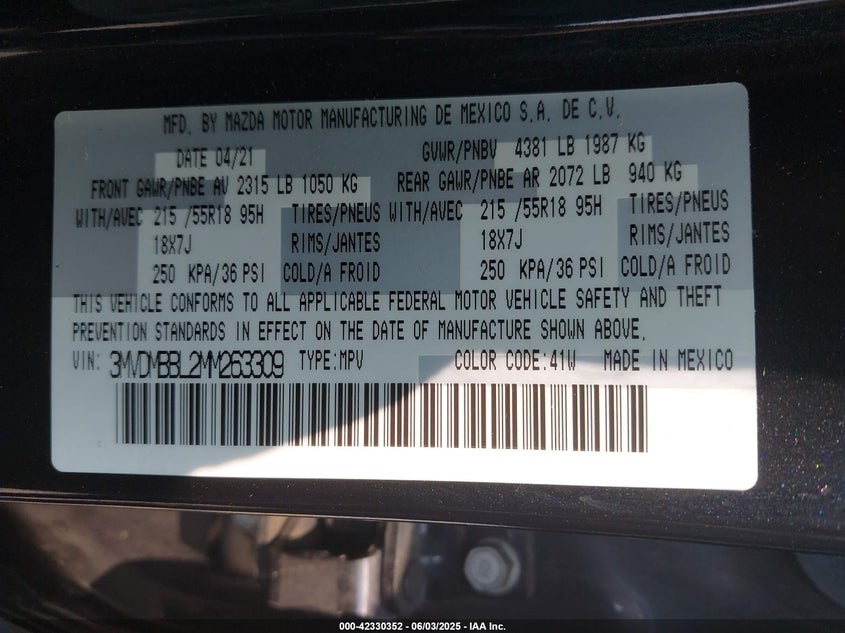 MFD. BY MAZDA MOTOR MANUFACTURING DE MEXICO S.A. DE C.V.
DATE 04/21 GVWR/PNBV 4381 LB 1987 KG
FRONT GAWR/PNBE AV 2315 LB 1050 KG REAR GAWR/PNBE AR 2072 LB 940 KG
WITH/AVEC 215 /55R18 95H TIRES/PNEUS WITH/AVEC 215 /55R18 95H TIRES/PNEUS
18X7J RIMS/JANTES 18X7J RIMS/JANTES
250 KPA/36 PSI COLD/A FROID 250 KPA/36 PSI COLD/A FROID
THIS VEHICLE CONFORMS TO ALL APPLICABLE FEDERAL MOTOR VEHICLE SAFETY AND THEFT
PREVENTION STANDARDS IN EFFECT ON THE DATE OF MANUFACTURE SHOWN ABOVE.
VIN: 3MVDMBBL2MM263309 TYPE:MPV COLOR CODE:41W MADE IN MEXICO
000-42330352 - 06/03/2025 - IAA Inc.